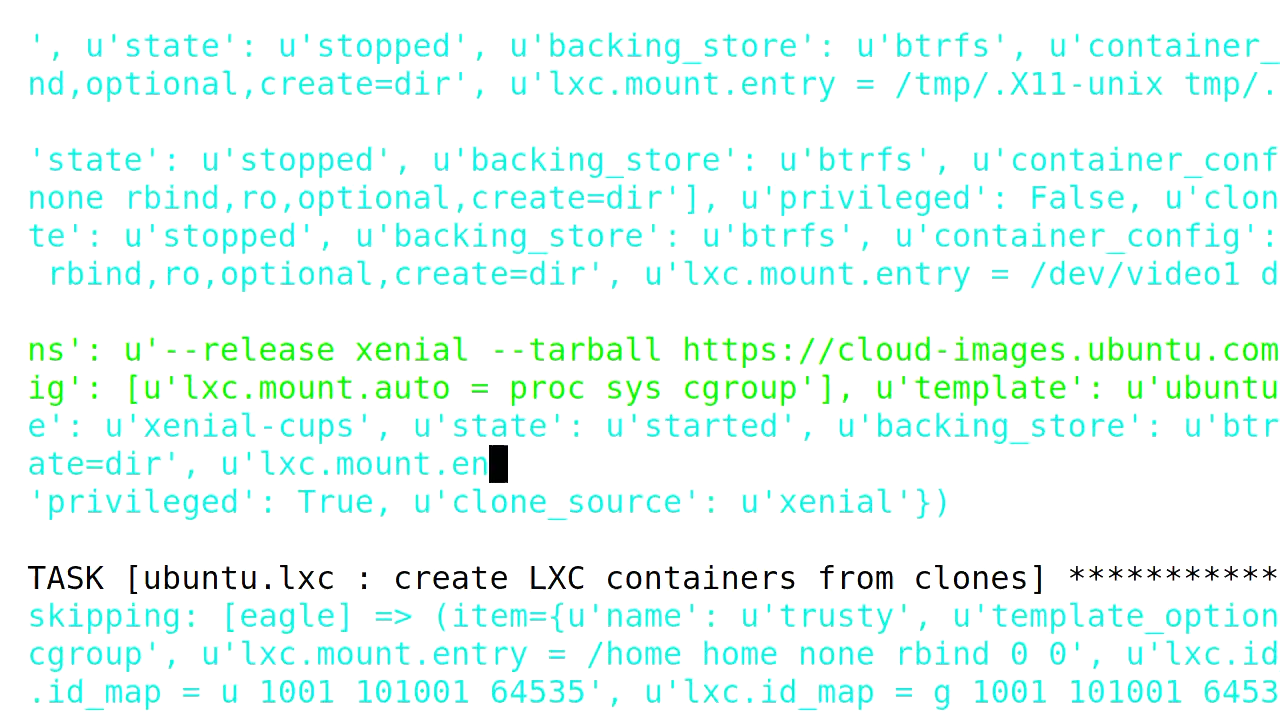 ', u'state': u'stopped', u'backing_store': u'btrfs', u'container_
nd,optional,create=dir', u'lxc.mount.entry = /tmp/.X11-unix tmp/.
'state': u'stopped', u'backing_store': u'btrfs', u'container_conf
none rbind,ro,optional,create=dir'], u'privileged': False, u'clon
te': u'stopped', u'backing_store': u'btrfs', u'container_config':
 rbind,ro,optional,create=dir', u'lxc.mount.entry = /dev/video1 d
ns': u'--release xenial --tarball https://cloud-images.ubuntu.com
ig': [u'lxc.mount.auto = proc sys cgroup'], u'template': u'ubuntu
e': u'xenial-cups', u'state': u'started', u'backing_store': u'btr
ate=dir', u'lxc.mount.en
'privileged': True, u'clone_source': u'xenial'})
TASK [ubuntu.lxc : create LXC containers from clones] ***********
skipping: [eagle] => (item={u'name': u'trusty', u'template_option
cgroup', u'lxc.mount.entry = /home home none rbind 0 0', u'lxc.id
.id_map = u 1001 101001 64535', u'lxc.id_map = g 1001 101001 6453